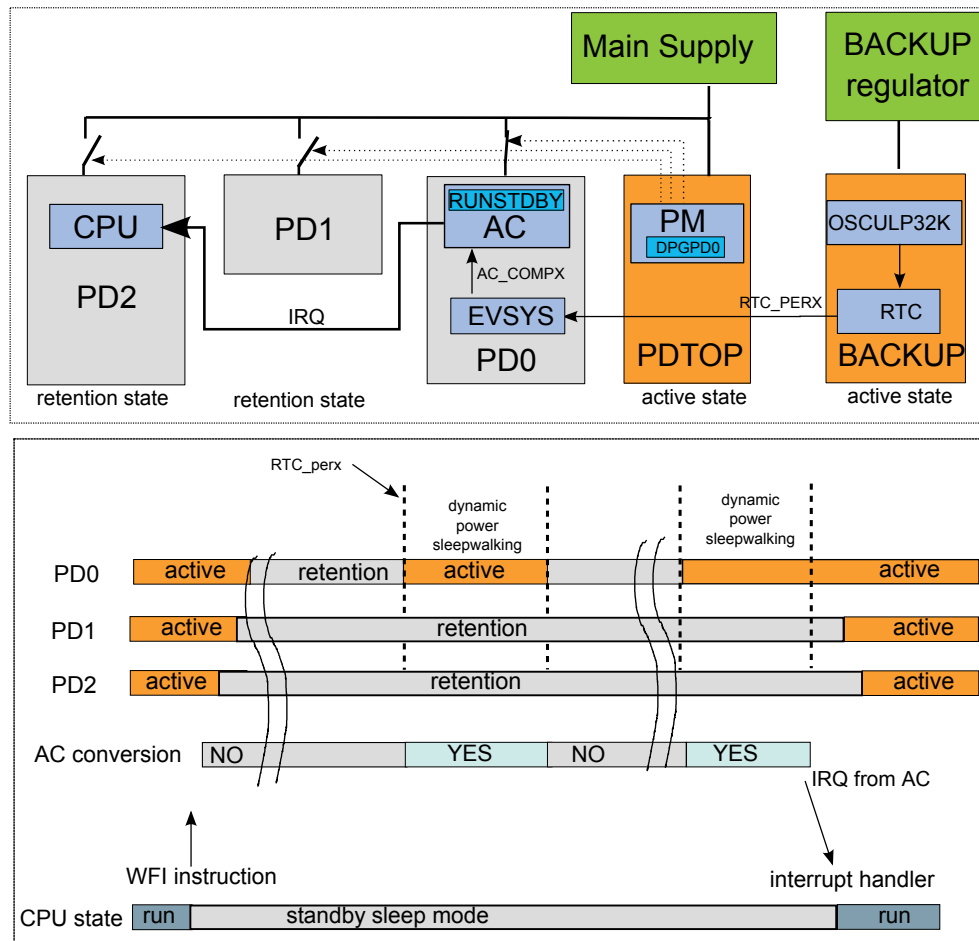 Main Supply
BACKUP
regulator
CPU
PD2
retention state
PD1
retention state
RUNSTDBY
AC
AC_COMPX
IRQ
EVSYS
PD0
PM
DPGPD0
PDTOP
active state
RTC_PERX
OSCULP32K
RTC
BACKUP
active state
RTC_perx
dynamic
power
sleepwalking
dynamic
power
sleepwalking
PD0 active retention active active
PD1 active retention active
PD2 active retention active
AC conversion NO YES NO YES
IRQ from AC
WFI instruction
interrupt handler
CPU state run standby sleep mode run